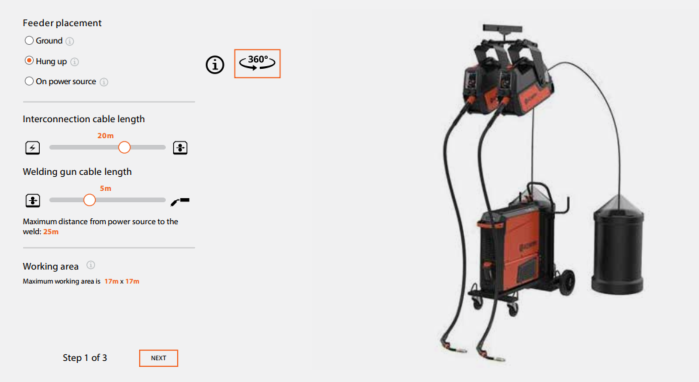 Feeder placement
Ground
Hung up
On power source
360°
Interconnection cable length
20m
Welding gun cable length
5m
Maximum distance from power source to the
weld: 25m
Working area
Maximum working area is 17m x 17m
Step 1 of 3
NEXT